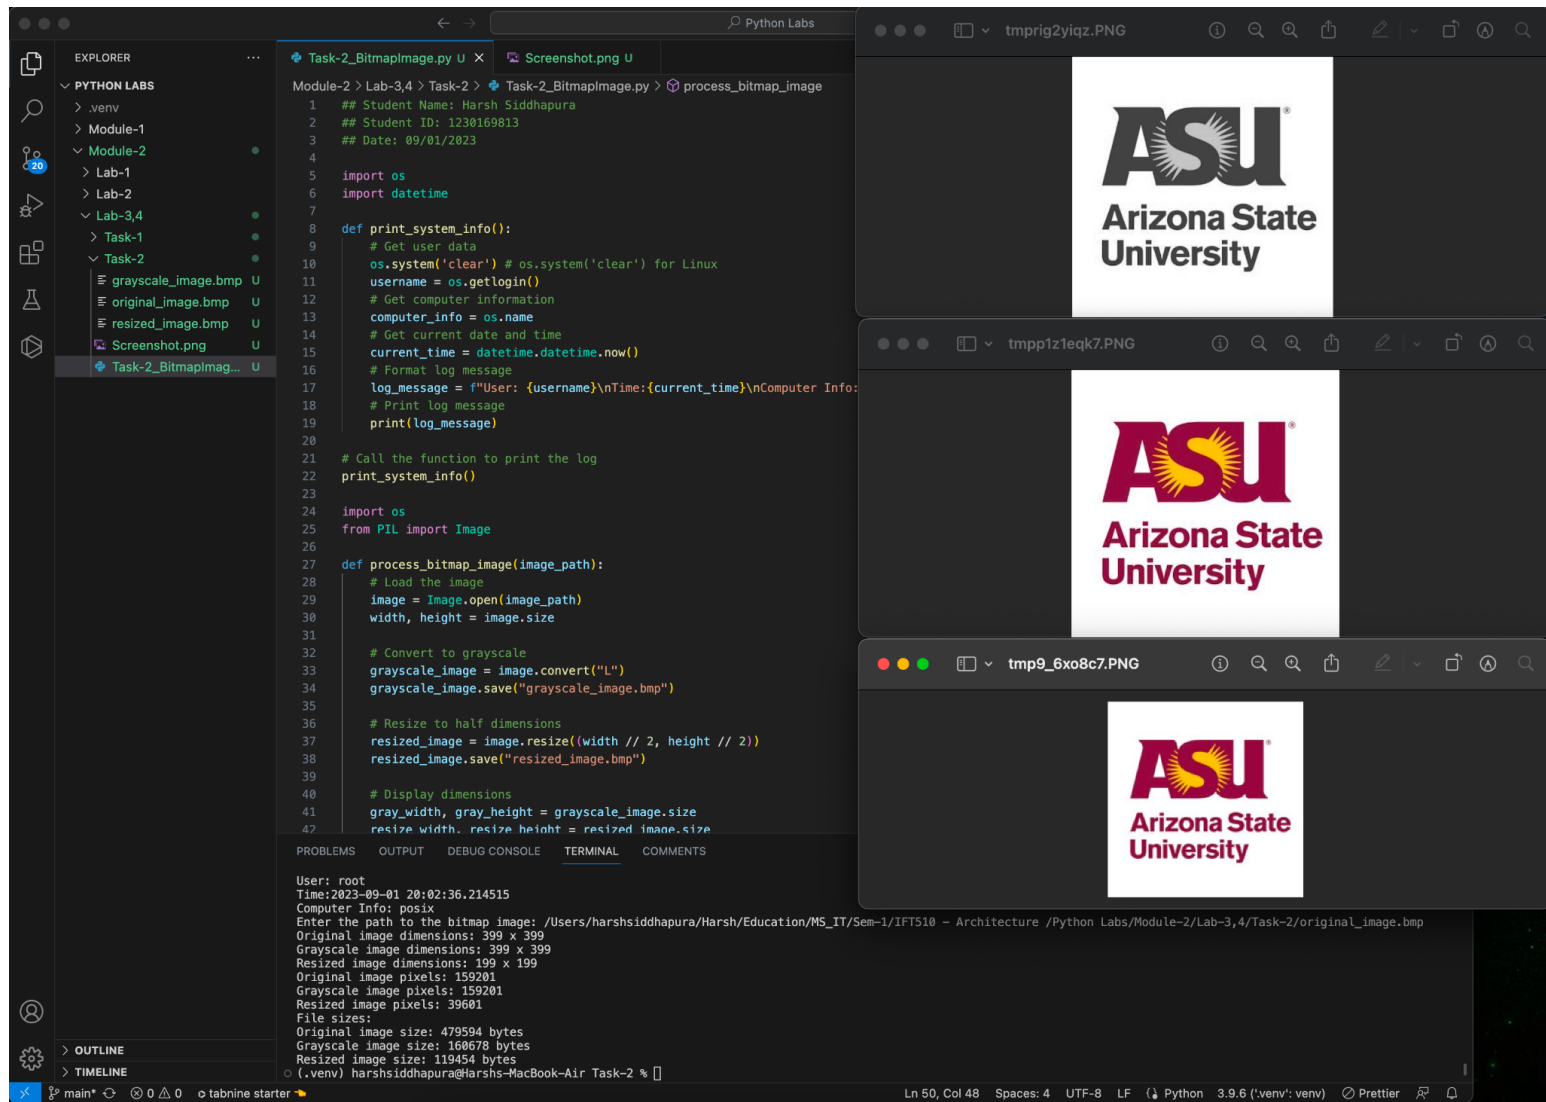 Python Labs
EXPLORER
PYTHON LABS
.venv
Module-1
Module-2
Lab-1
Lab-2
Lab-3,4
Task-1
Task-2
grayscale_image.bmp U
original_image.bmp U
resized_image.bmp U
Screenshot.png U
Task-2_BitmapImag... U
OUTLINE
TIMELINE
20
Task-2_BitmapImage.py U
Screenshot.png U
Module-2 > Lab-3,4 > Task-2 > Task-2_BitmapImage.py > process_bitmap_image
1 ## Student Name: Harsh Siddhapura
2 ## Student ID: 1230169813
3 ## Date: 09/01/2023
4
5 import os
6 import datetime
7
8 def print_system_info():
9 # Get user data
10 os.system('clear') # os.system('clear') for Linux
11 username = os.getlogin()
12 # Get computer information
13 computer_info = os.name
14 # Get current date and time
15 current_time = datetime.datetime.now()
16 # Format log message
17 log_message = f"User: {username}\nTime:{current_time}\nComputer Info:
18 # Print log message
19 print(log_message)
20
21 # Call the function to print the log
22 print_system_info()
23
24 import os
25 from PIL import Image
26
27 def process_bitmap_image(image_path):
28 # Load the image
29 image = Image.open(image_path)
30 width, height = image.size
31
32 # Convert to grayscale
33 grayscale_image = image.convert("L")
34 grayscale_image.save("grayscale_image.bmp")
35
36 # Resize to half dimensions
37 resized_image = image.resize((width // 2, height // 2))
38 resized_image.save("resized_image.bmp")
39
40 # Display dimensions
41 gray_width, gray_height = grayscale_image.size
42 resize_width, resize_height = resized_image.size
tmprig2yiqz.PNG
ASU
Arizona State
University
tmpp1z1eqk7.PNG
ASU
Arizona State
University
tmp9_6xo8c7.PNG
ASU
Arizona State
University
PROBLEMS OUTPUT DEBUG CONSOLE TERMINAL COMMENTS
User: root
Time:2023-09-01 20:02:36.214515
Computer Info: posix
Enter the path to the bitmap image: /Users/harshsiddhapura/Harsh/Education/MS_IT/Sem-1/IFT510 - Architecture /Python Labs/Module-2/Lab-3,4/Task-2/original_image.bmp
Original image dimensions: 399 x 399
Grayscale image dimensions: 399 x 399
Resized image dimensions: 199 x 199
Original image pixels: 159201
Grayscale image pixels: 159201
Resized image pixels: 39601
File sizes:
Original image size: 479594 bytes
Grayscale image size: 160678 bytes
Resized image size: 119454 bytes
(.venv) harshsiddhapura@Harshs-MacBook-Air Task-2 %
main* 0 0 tabnine starter Ln 50, Col 48 Spaces: 4 UTF-8 LF Python 3.9.6 ('.venv': venv) Prettier